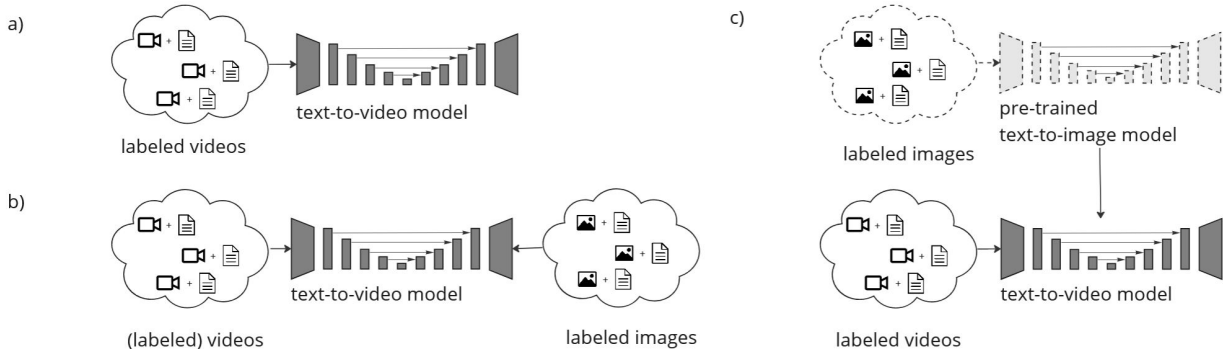 a)
text-to-video model
labeled videos
b)
text-to-video model
(labeled) videos
labeled images
c)
pre-trained
text-to-image model
labeled images
text-to-video model
labeled videos